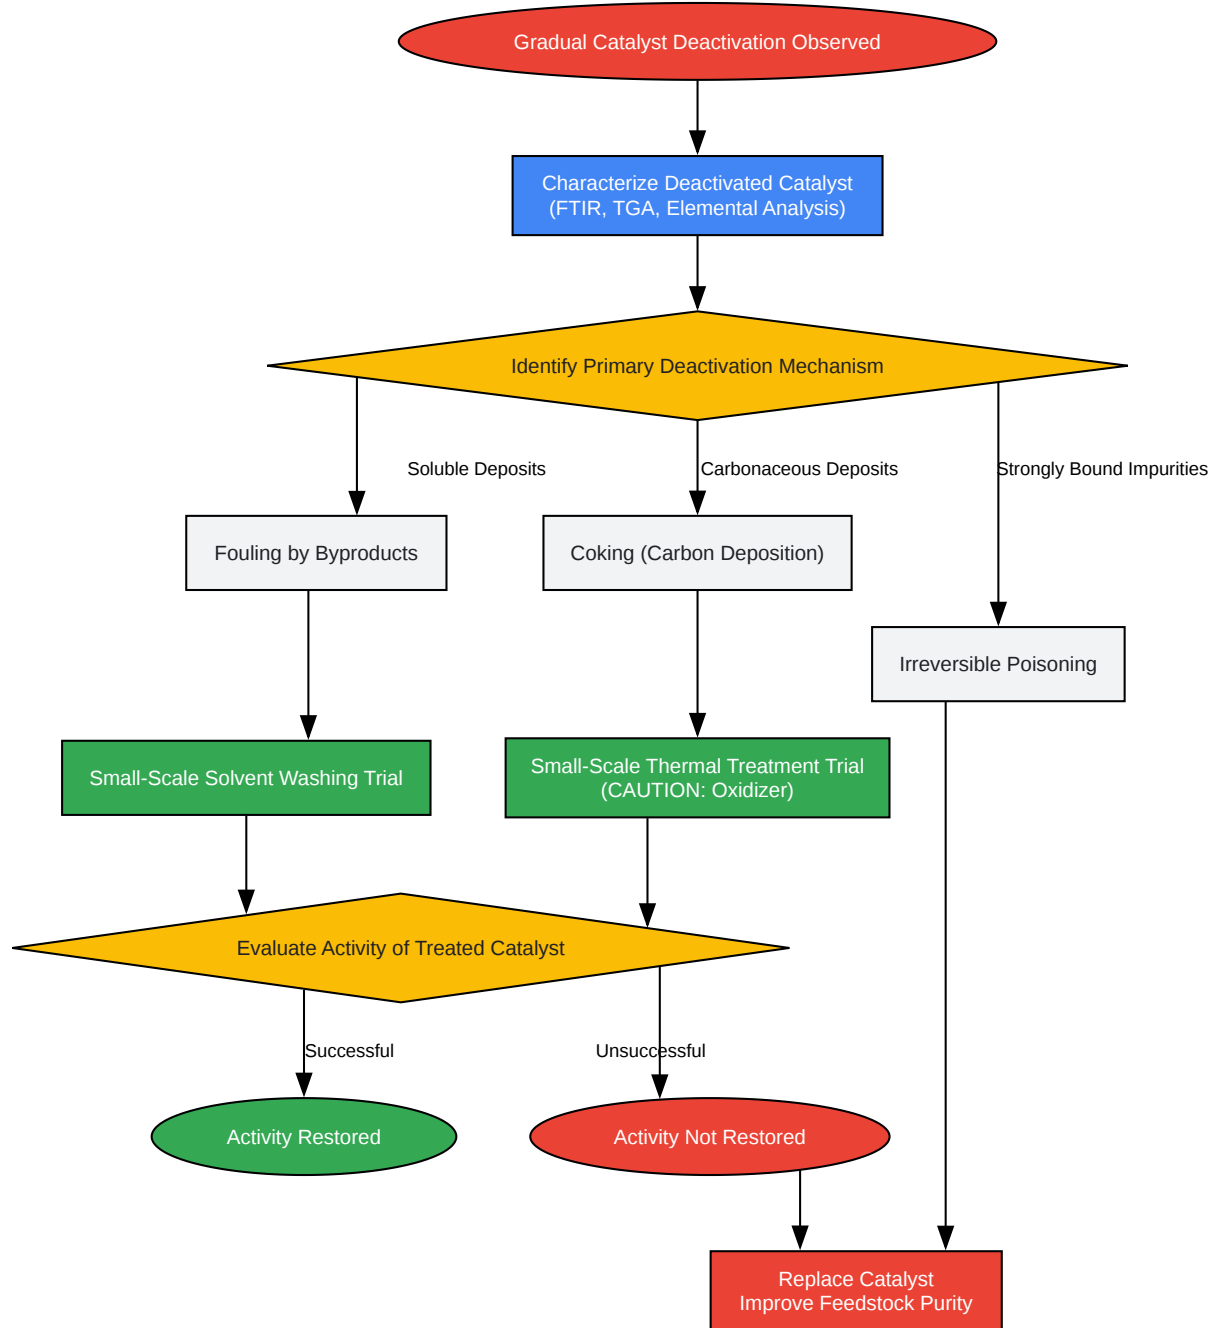 Gradual Catalyst Deactivation Observed
Characterize Deactivated Catalyst
(FTIR, TGA, Elemental Analysis)
Identify Primary Deactivation Mechanism
Soluble Deposits
Carbonaceous Deposits
Strongly Bound Impurities
Fouling by Byproducts
Coking (Carbon Deposition)
Irreversible Poisoning
Small-Scale Solvent Washing Trial
Small-Scale Thermal Treatment Trial
(CAUTION: Oxidizer)
Evaluate Activity of Treated Catalyst
Successful
Unsuccessful
Activity Restored
Activity Not Restored
Replace Catalyst
Improve Feedstock Purity